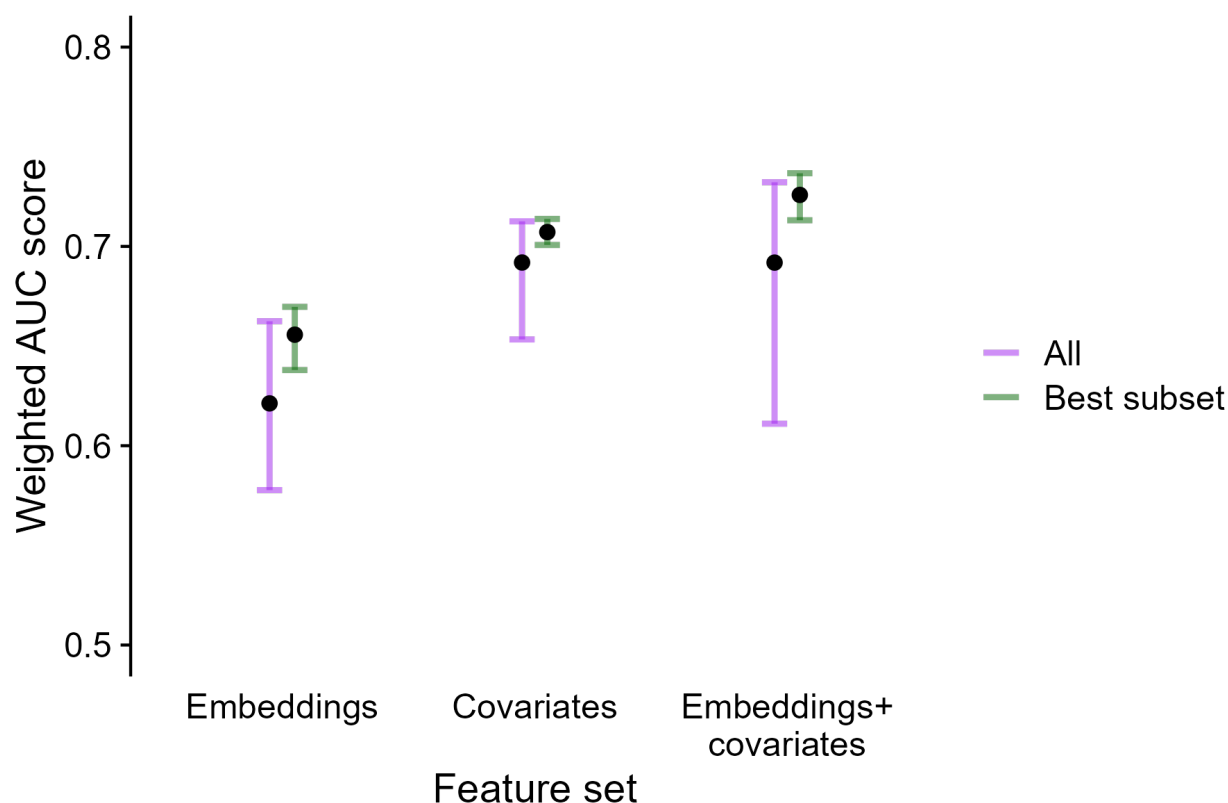 Weighted AUC score
0.8
0.7
0.6
0.5
Embeddings
Covariates
Embeddings+
covariates
Feature set
All
Best subset